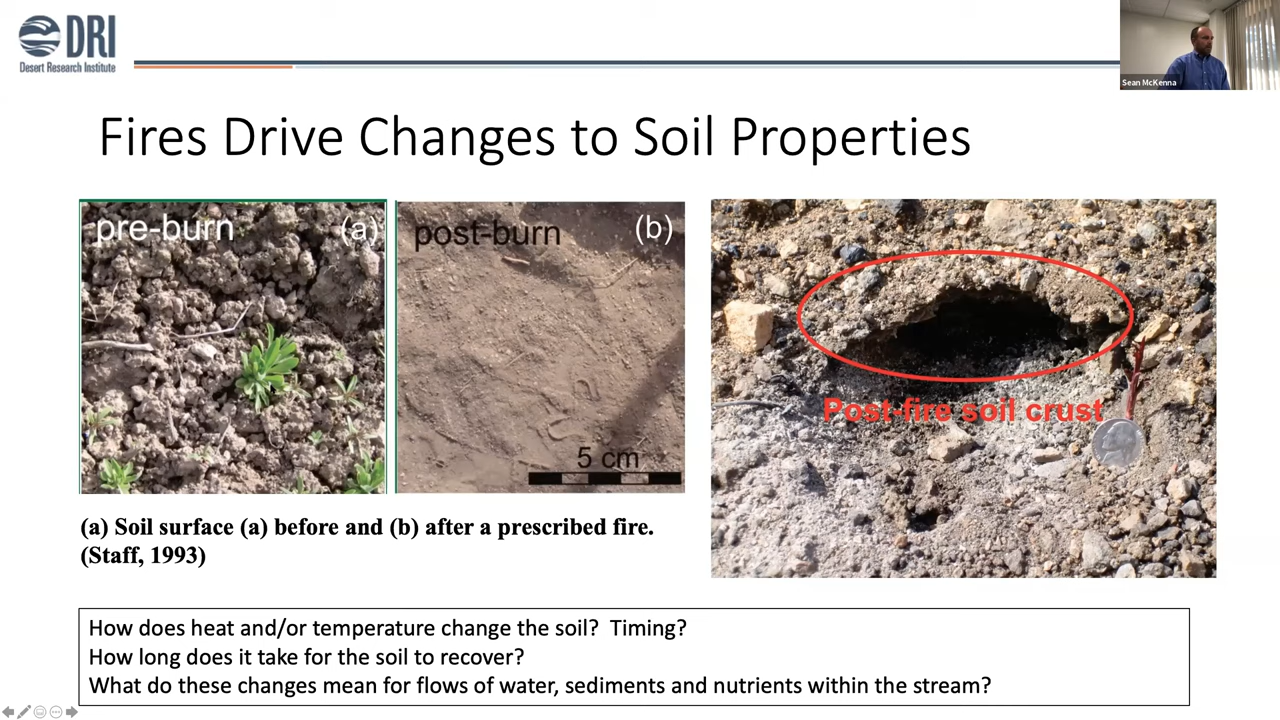 DRI
Desert Research Institute
Sean McKenna
Fires Drive Changes to Soil Properties
pre-burn
(a)
post-burn
(b)
5 cm
Post-fire soil crust
(a) Soil surface (a) before and (b) after a prescribed fire.
(Staff, 1993)
How does heat and/or temperature change the soil?  Timing?
How long does it take for the soil to recover?
What do these changes mean for flows of water, sediments and nutrients within the stream?